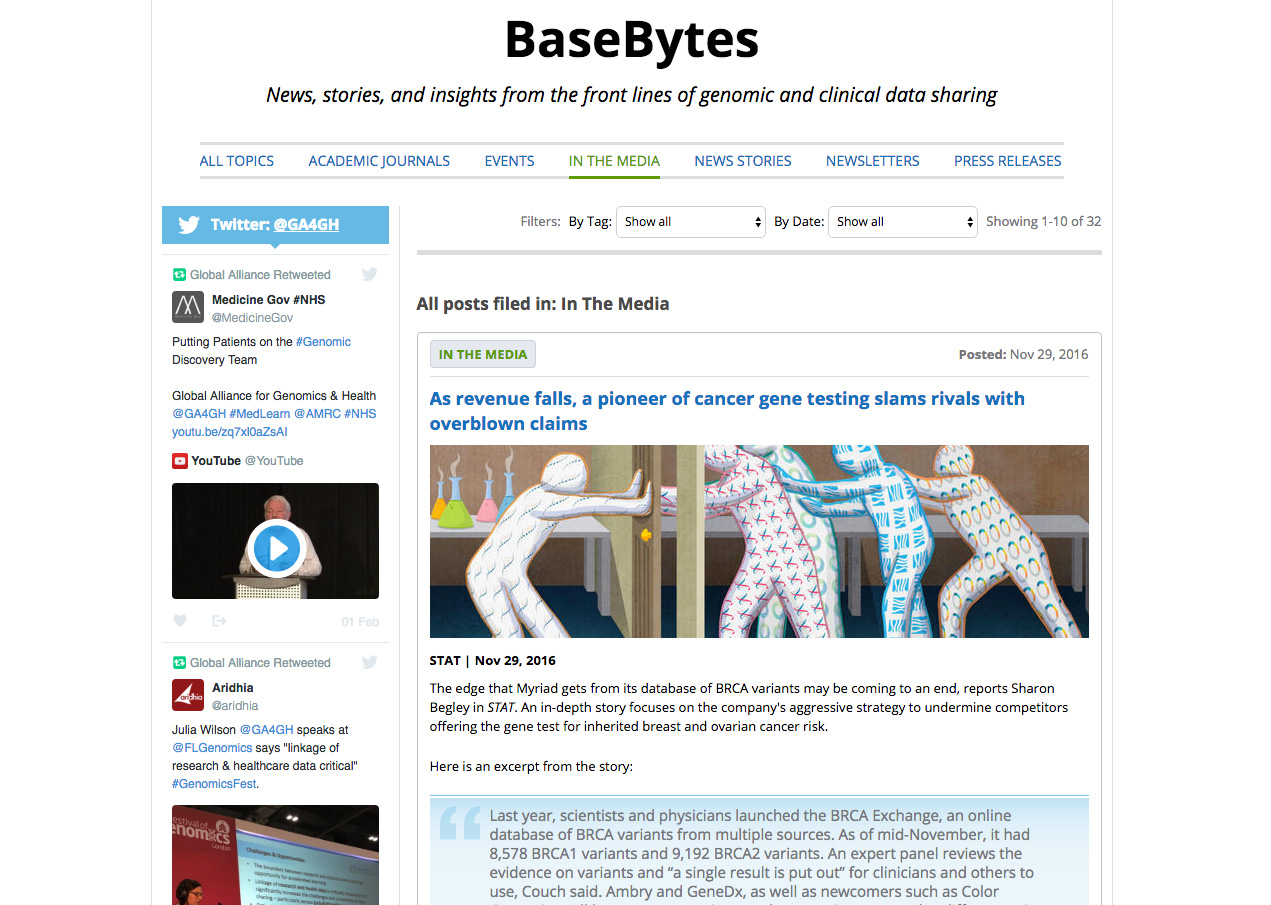 BaseBytes
News, stories, and insights from the front lines of genomic and clinical data sharing
ALL TOPICS ACADEMIC JOURNALS EVENTS IN THE MEDIA NEWS STORIES NEWSLETTERS PRESS RELEASES
Twitter: @GA4GH
Global Alliance Retweeted
Medicine Gov #NHS
@MedicineGov
Putting Patients on the #Genomic
Discovery Team
Global Alliance for Genomics & Health
@GA4GH #MedLearn @AMRC #NHS
youtu.be/zq7xl0aZsAI
YouTube @YouTube
01 Feb
Global Alliance Retweeted
Aridhia
@aridhia
Julia Wilson @GA4GH speaks at
@FLGenomics says "linkage of
research & healthcare data critical"
#GenomicsFest.
Challenges & Opportunities
Filters: By Tag: Show all By Date: Show all Showing 1-10 of 32
All posts filed in: In The Media
IN THE MEDIA Posted: Nov 29, 2016
As revenue falls, a pioneer of cancer gene testing slams rivals with
overblown claims
STAT | Nov 29, 2016
The edge that Myriad gets from its database of BRCA variants may be coming to an end, reports Sharon
Begley in STAT. An in-depth story focuses on the company's aggressive strategy to undermine competitors
offering the gene test for inherited breast and ovarian cancer risk.
Here is an excerpt from the story:
Last year, scientists and physicians launched the BRCA Exchange, an online
database of BRCA variants from multiple sources. As of mid-November, it had
8,578 BRCA1 variants and 9,192 BRCA2 variants. An expert panel reviews the
evidence on variants and “a single result is put out” for clinicians and others to
use, Couch said. Ambry and GeneDx, as well as newcomers such as Color